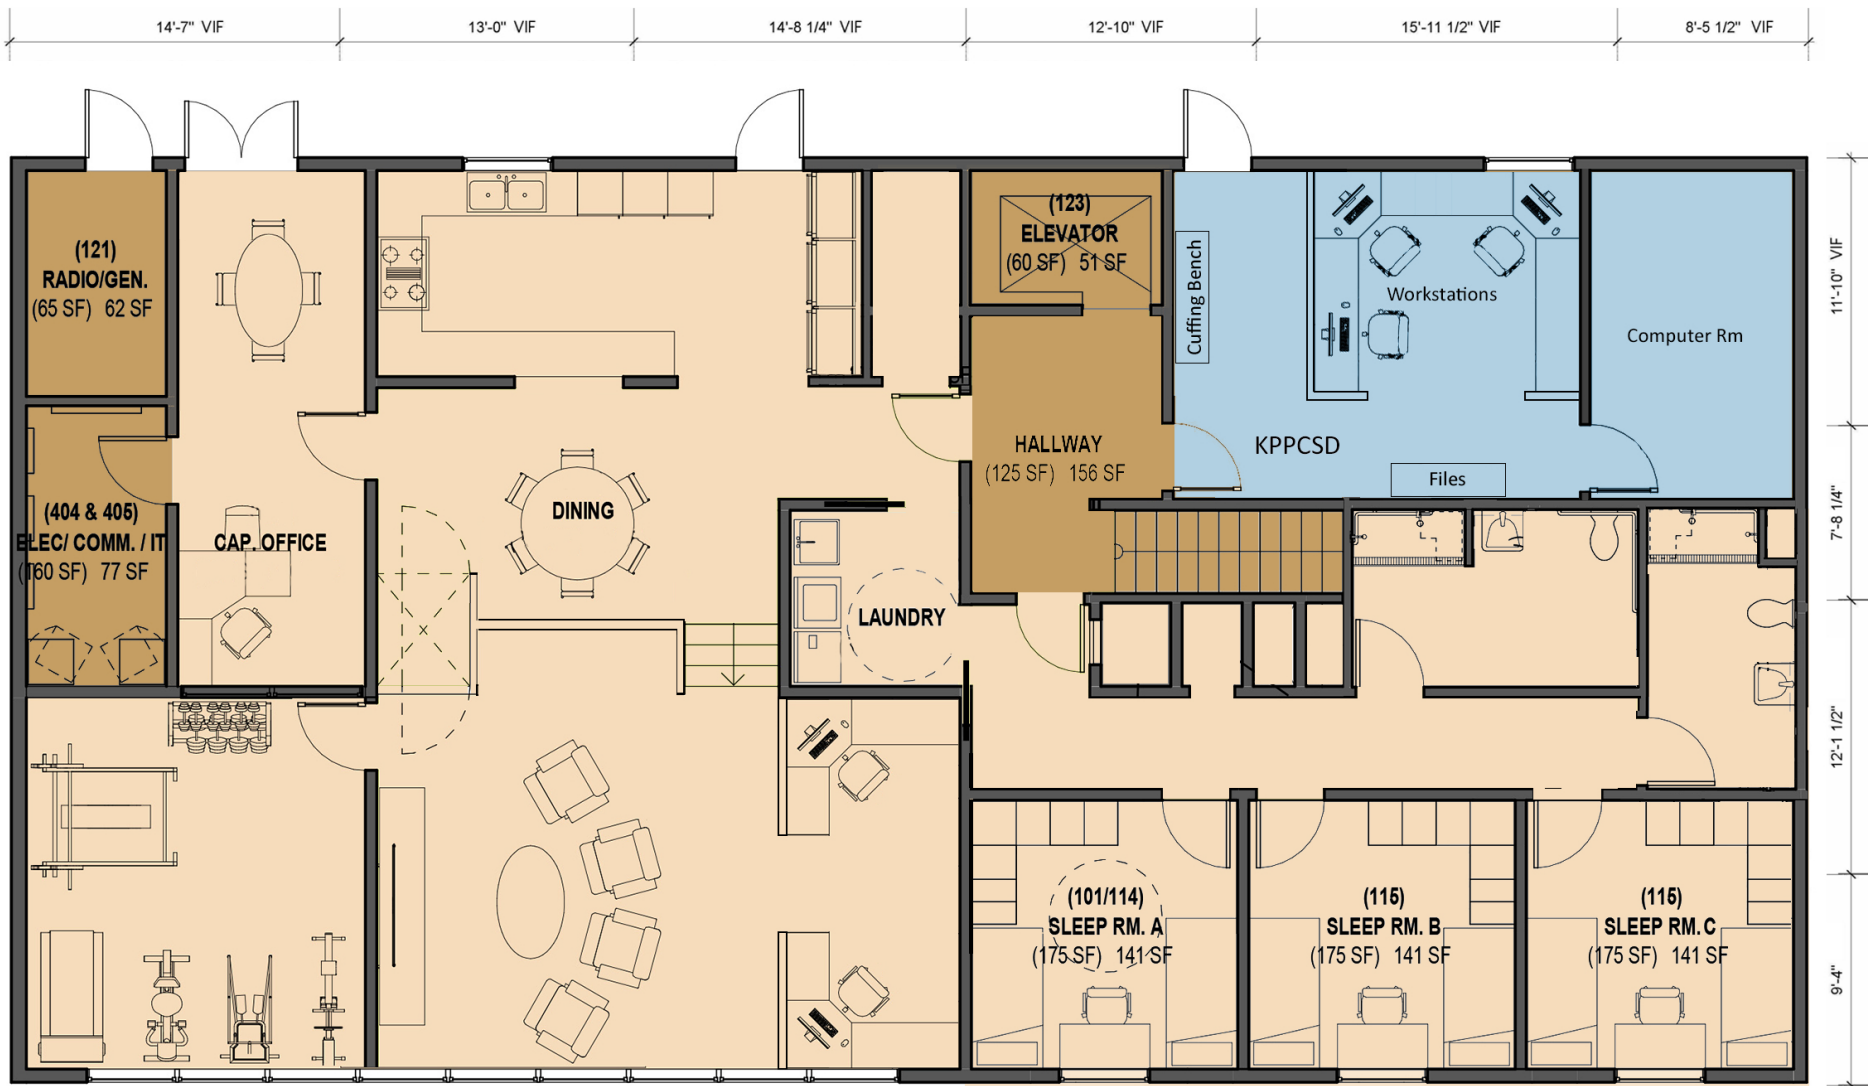 14'-7" VIF
13'-0" VIF
14'-8 1/4" VIF
12'-10" VIF
15'-11 1/2" VIF
8'-5 1/2" VIF
(121)
RADIO/GEN.
(65 SF) 62 SF
(123)
ELEVATOR
(60 SF) 51 SF
Cuffing Bench
Workstations
Computer Rm
11'-10" VIF
HALLWAY
(125 SF) 156 SF
KPPCSD
Files
(404 & 405)
ELEC/ COMM. / IT
(160 SF) 77 SF
CAP. OFFICE
DINING
7'-8 1/4"
LAUNDRY
12'-1 1/2"
(101/114)
SLEEP RM. A
(175 SF) 141 SF
(115)
SLEEP RM. B
(175 SF) 141 SF
(115)
SLEEP RM. C
(175 SF) 141 SF
9'-4"